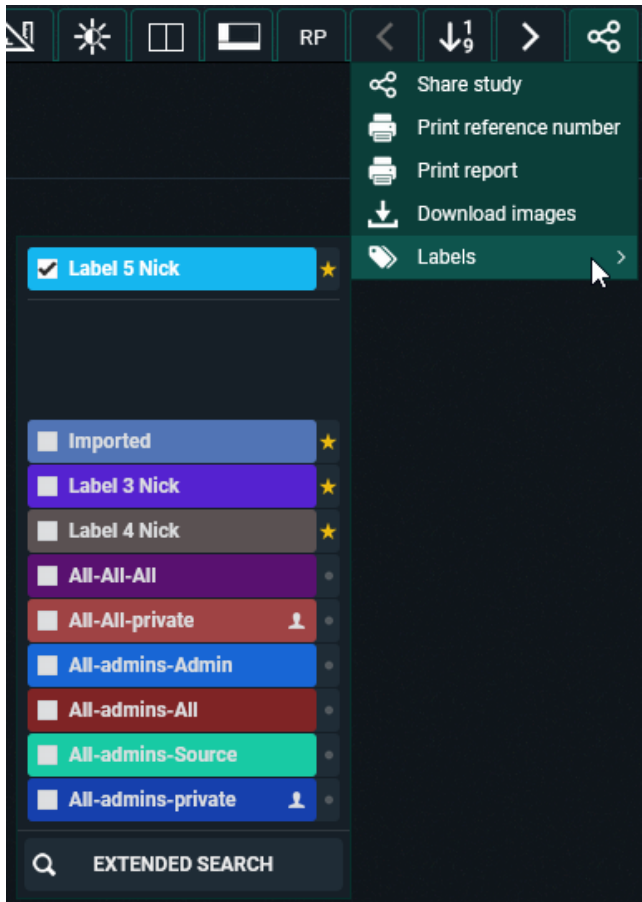 RP
1
9
Share study
Print reference number
Print report
Download images
Labels
Label 5 Nick
Imported
Label 3 Nick
Label 4 Nick
All-All-All
All-All-private
All-admins-Admin
All-admins-All
All-admins-Source
All-admins-private
EXTENDED SEARCH